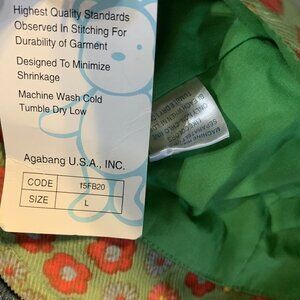 Highest Quality Standards
Observed In Stitching For
Durability of Garment
Designed To Minimize
Shrinkage
Machine Wash Cold
Tumble Dry Low
Agabang U.S.A., INC.
CODE 15FB20
SIZE L